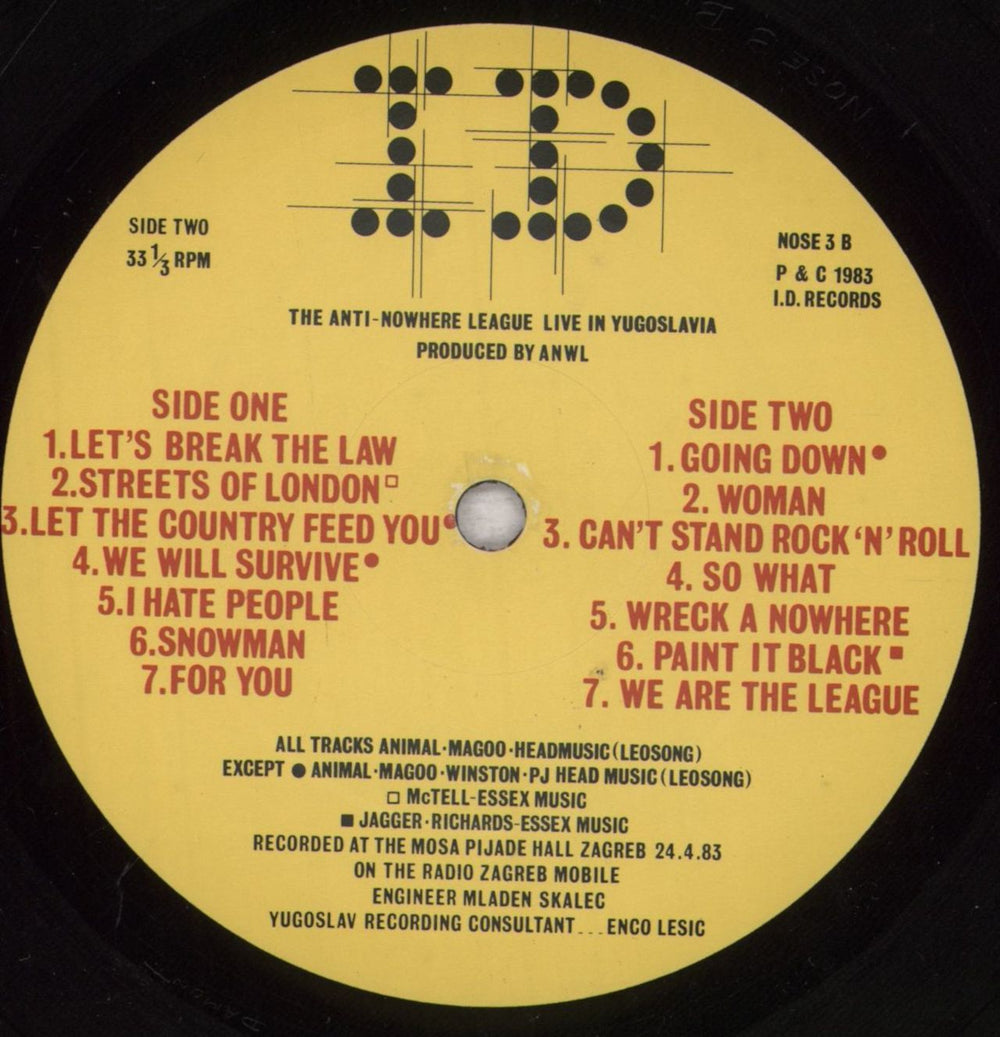 ID
SIDE TWO
33 1/3 RPM
NOSE 3 B
P & C 1983
I.D. RECORDS
THE ANTI-NOWHERE LEAGUE LIVE IN YUGOSLAVIA
PRODUCED BY ANWL
SIDE ONE
1.LET'S BREAK THE LAW
2.STREETS OF LONDON□
3.LET THE COUNTRY FEED YOU●
4.WE WILL SURVIVE●
5.I HATE PEOPLE
6.SNOWMAN
7.FOR YOU
SIDE TWO
1. GOING DOWN●
2. WOMAN
3. CAN'T STAND ROCK 'N' ROLL
4. SO WHAT
5. WRECK A NOWHERE
6. PAINT IT BLACK■
7. WE ARE THE LEAGUE
ALL TRACKS ANIMAL·MAGOO·HEADMUSIC (LEOSONG)
EXCEPT ● ANIMAL·MAGOO·WINSTON·PJ HEAD MUSIC (LEOSONG)
□ McTELL-ESSEX MUSIC
■ JAGGER·RICHARDS-ESSEX MUSIC
RECORDED AT THE MOSA PIJADE HALL ZAGREB 24.4.83
ON THE RADIO ZAGREB MOBILE
ENGINEER MLADEN SKALEC
YUGOSLAV RECORDING CONSULTANT...ENCO LESIC
NOSE 3 B